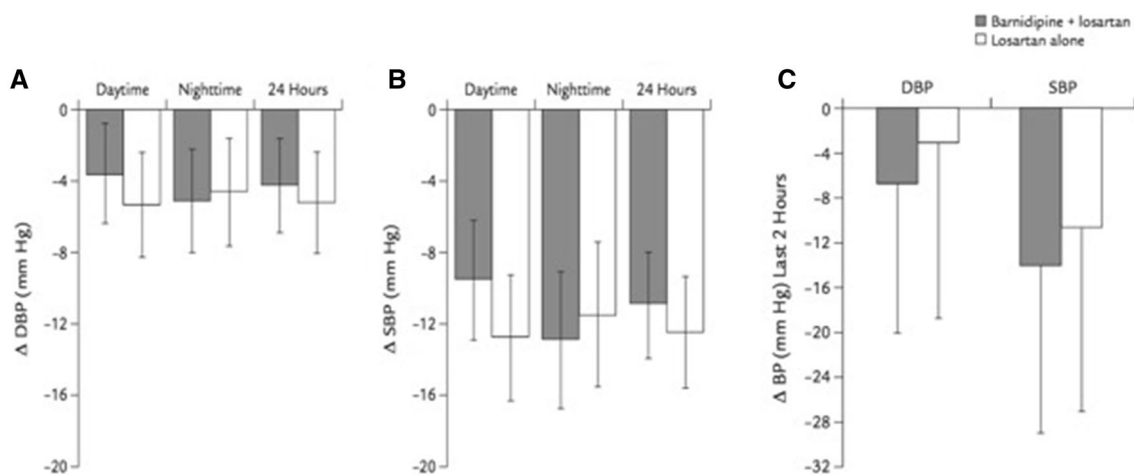 Barnidipine + losartan
Losartan alone
A
Daytime Nighttime 24 Hours
0
−4
−8
−12
−16
−20
Δ DBP (mm Hg)
B
Daytime Nighttime 24 Hours
0
−4
−8
−12
−16
−20
Δ SBP (mm Hg)
C
DBP SBP
0
−4
−8
−12
−16
−20
−24
−28
−32
Δ BP (mm Hg) Last 2 Hours